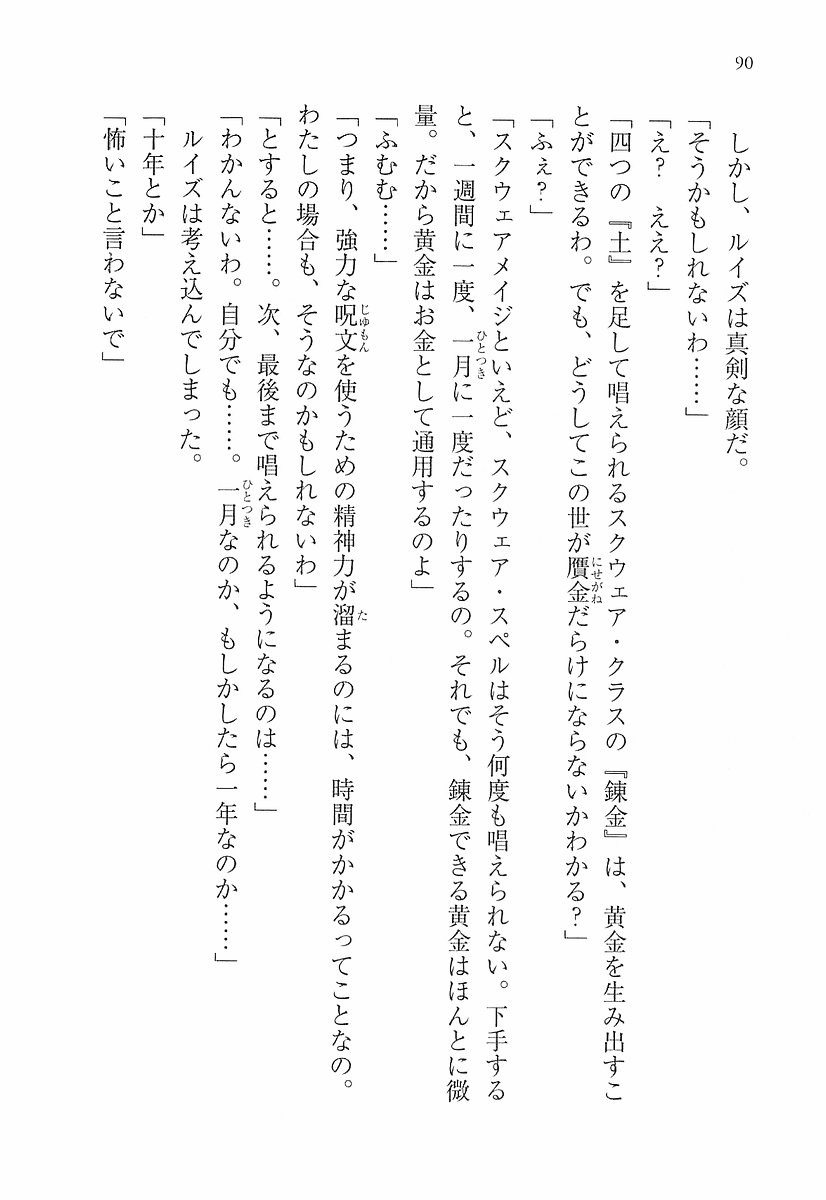 90
しかし、ルイズは真剣な顔だ。
「そうかもしれないわ……」
「え？　ええ？」
「四つの『土』を足して唱えられるスクウェア・クラスの『錬金』は、黄金を生み出すこ
とができるわ。でも、どうしてこの世が贋金だらけにならないかわかる？」
「ふぇ？」
「スクウェアメイジといえど、スクウェア・スペルはそう何度も唱えられない。下手する
と、一週間に一度、一月に一度だったりするの。それでも、錬金できる黄金はほんとに微
量。だから黄金はお金として通用するのよ」
「ふむむ……」
「つまり、強力な呪文を使うための精神力が溜まるのには、時間がかかるってことなの。
わたしの場合も、そうなのかもしれないわ」
「とすると……。次、最後まで唱えられるようになるのは……」
「わかんないわ。自分でも……。一月なのか、もしかしたら一年なのか……」
ルイズは考え込んでしまった。
「十年とか」
「怖いこと言わないで」